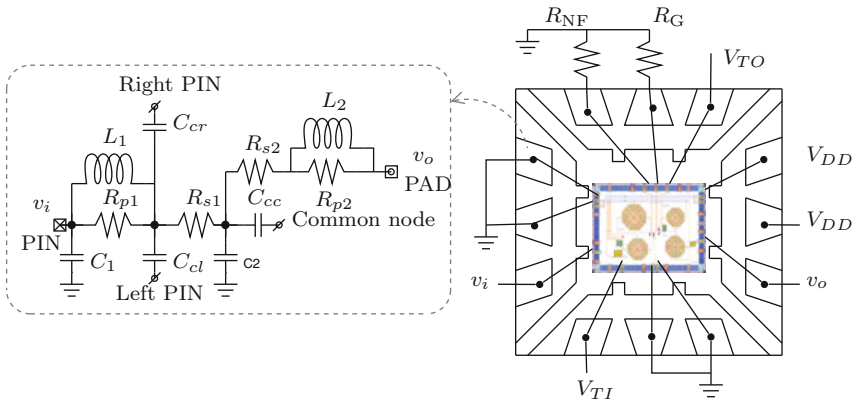 R_NF
R_G
V_TO
Right PIN
C_cr
L_1
L_2
R_s2
v_o
PAD
R_p1
R_s1
R_p2
C_cc
Common node
v_i
PIN
C_1
C_cl
C2
Left PIN
V_DD
V_DD
v_i
v_o
V_TI